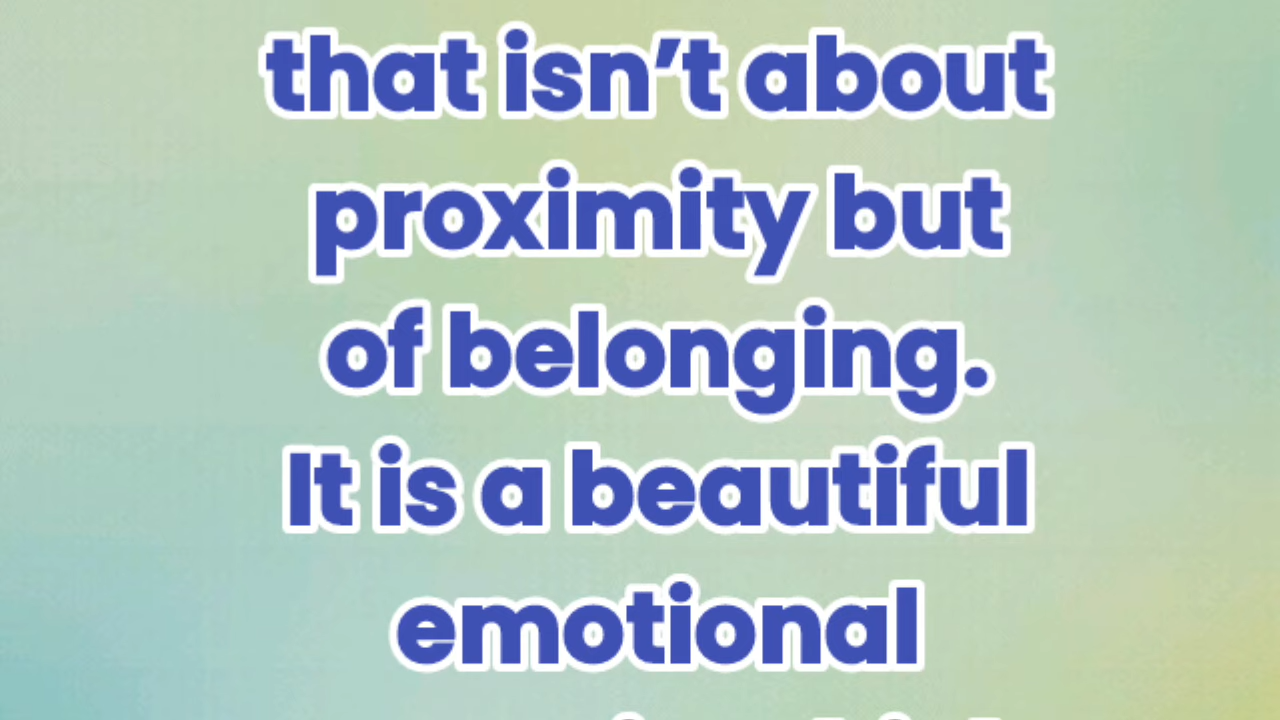 that isn’t about
proximity but
of belonging.
It is a beautiful
emotional